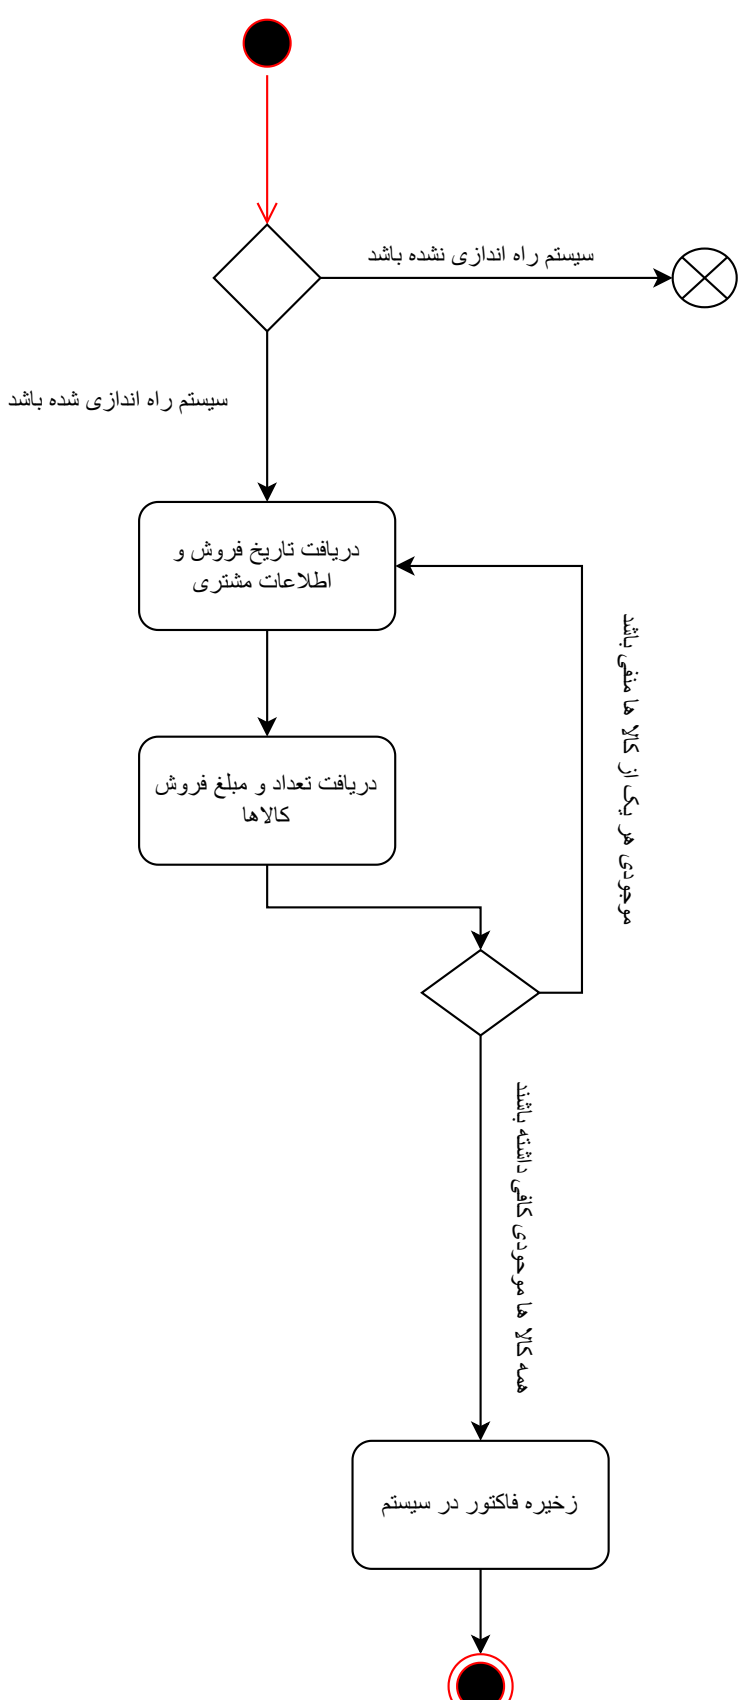 سیستم راه اندازی نشده باشد
سیستم راه اندازی شده باشد
دریافت تاریخ فروش و
اطلاعات مشتری
موجودی هر یک از کالا ها منفی باشد
دریافت تعداد و مبلغ فروش
کالاها
همه کالا ها موحودی کافی داشته باشند
زخیره فاکتور در سیستم